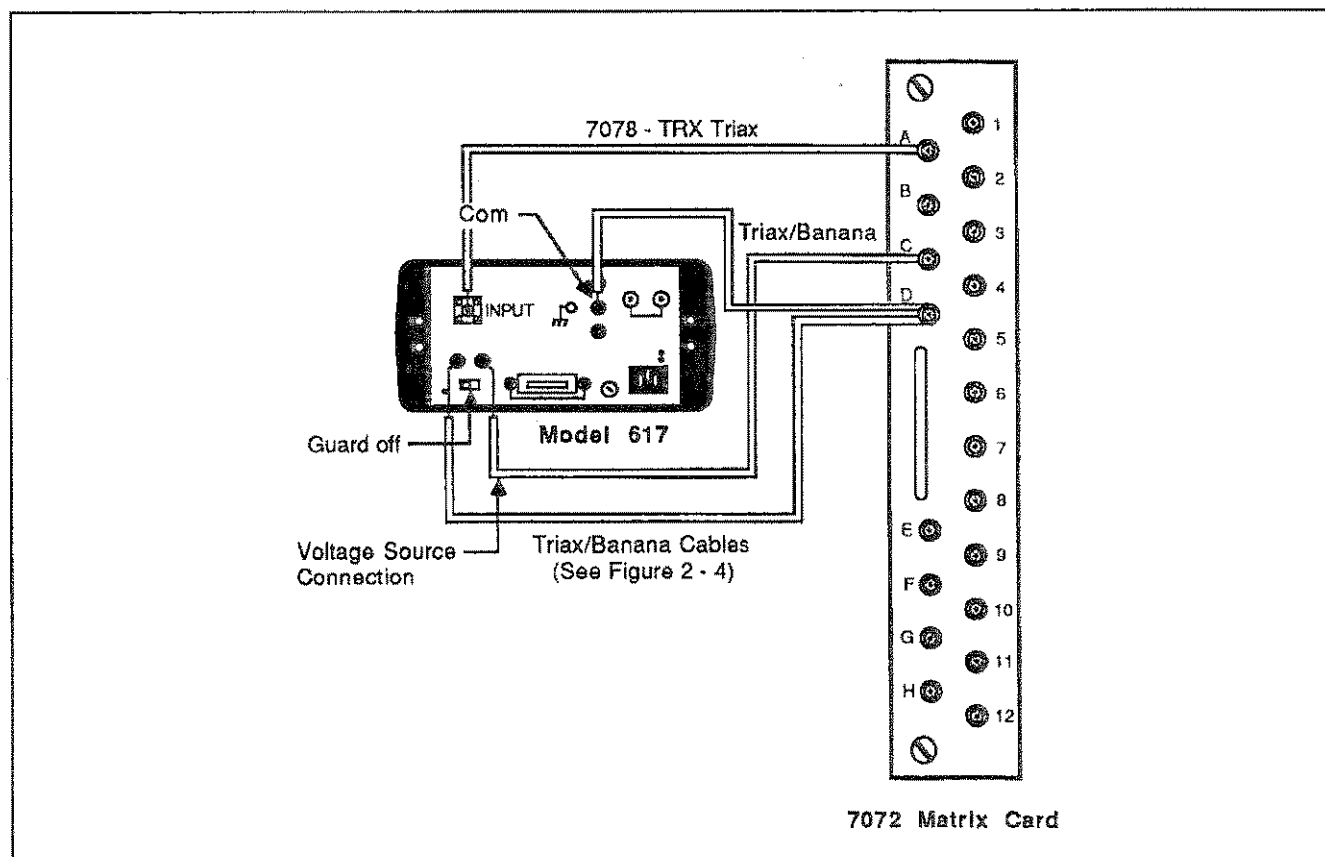 7078 - TRX Triax
Com
Triax/Banana
INPUT
Model 617
Guard off
Voltage Source
Connection
Triax/Banana Cables
(See Figure 2 - 4)
A
B
C
D
E
F
G
H
1
2
3
4
5
6
7
8
9
10
11
12
7072 Matrix Card